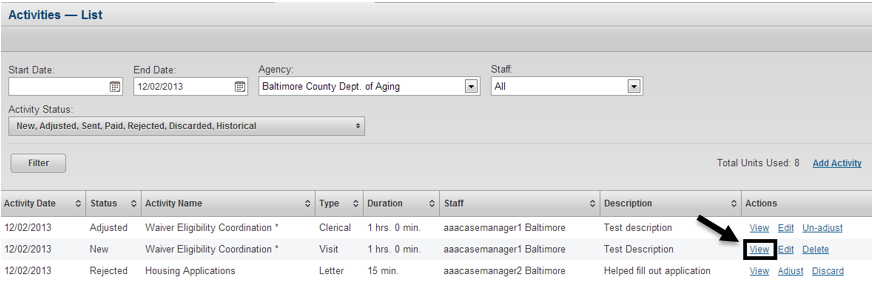 Activities — List
Start Date: End Date: Agency: Staff:
12/02/2013 Baltimore County Dept. of Aging All
Activity Status:
New, Adjusted, Sent, Paid, Rejected, Discarded, Historical
Filter Total Units Used: 8 Add Activity
Activity Date Status Activity Name Type Duration Staff Description Actions
12/02/2013 Adjusted Waiver Eligibility Coordination * Clerical 1 hrs. 0 min. aaacasemanager1 Baltimore Test description View Edit Un-adjust
12/02/2013 New Waiver Eligibility Coordination * Visit 1 hrs. 0 min. aaacasemanager1 Baltimore Test Description View Edit Delete
12/02/2013 Rejected Housing Applications Letter 15 min. aaacasemanager2 Baltimore Helped fill out application View Adjust Discard